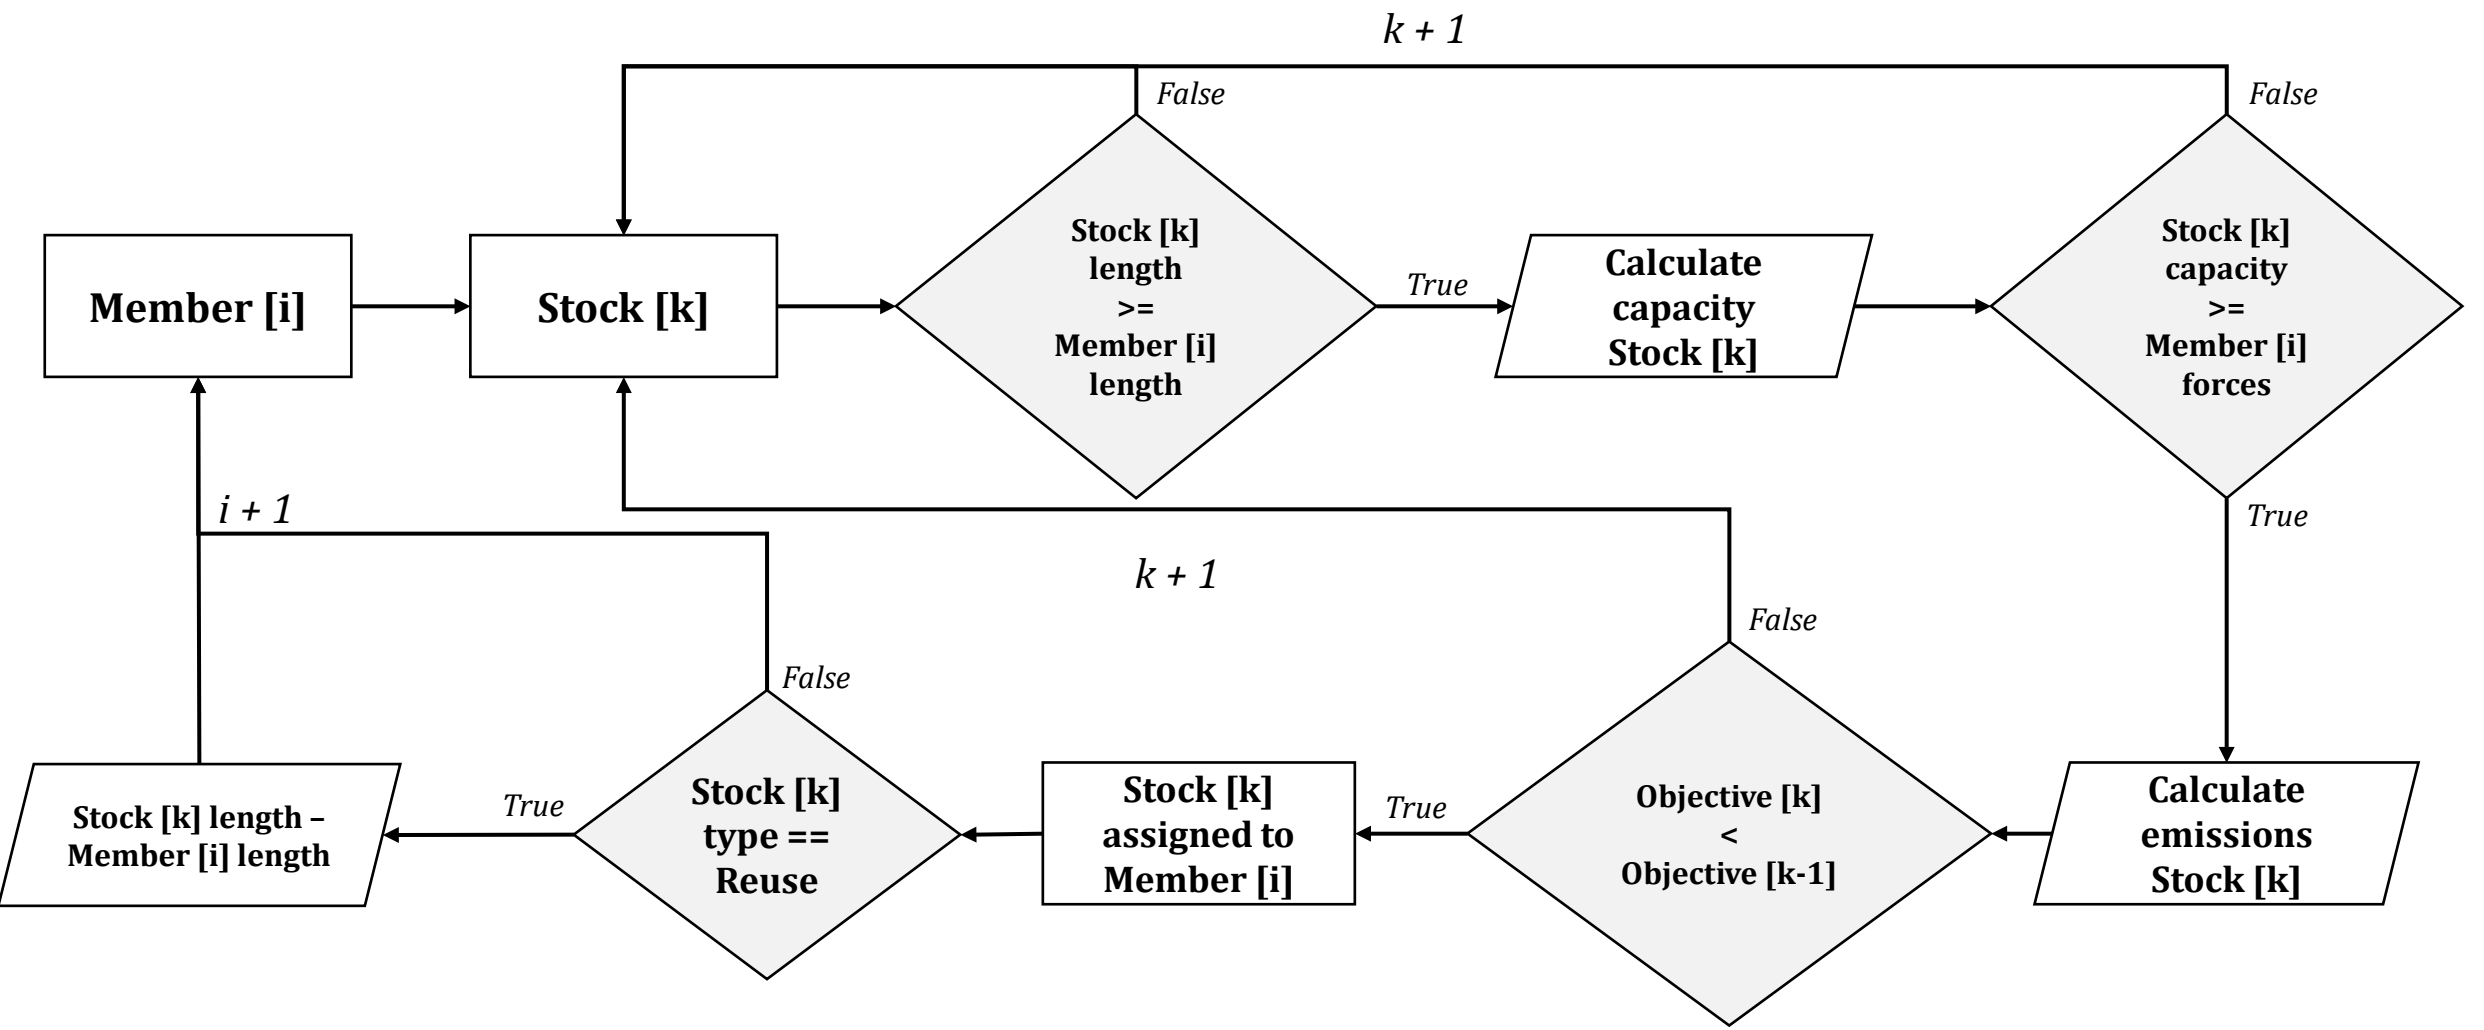 k + 1
False
False
Member [i]
Stock [k]
Stock [k]
length
>=
Member [i]
length
True
Calculate
capacity
Stock [k]
Stock [k]
capacity
>=
Member [i]
forces
i + 1
True
k + 1
False
False
Stock [k] length –
Member [i] length
True
Stock [k]
type ==
Reuse
Stock [k]
assigned to
Member [i]
True
Objective [k]
<
Objective [k-1]
Calculate
emissions
Stock [k]